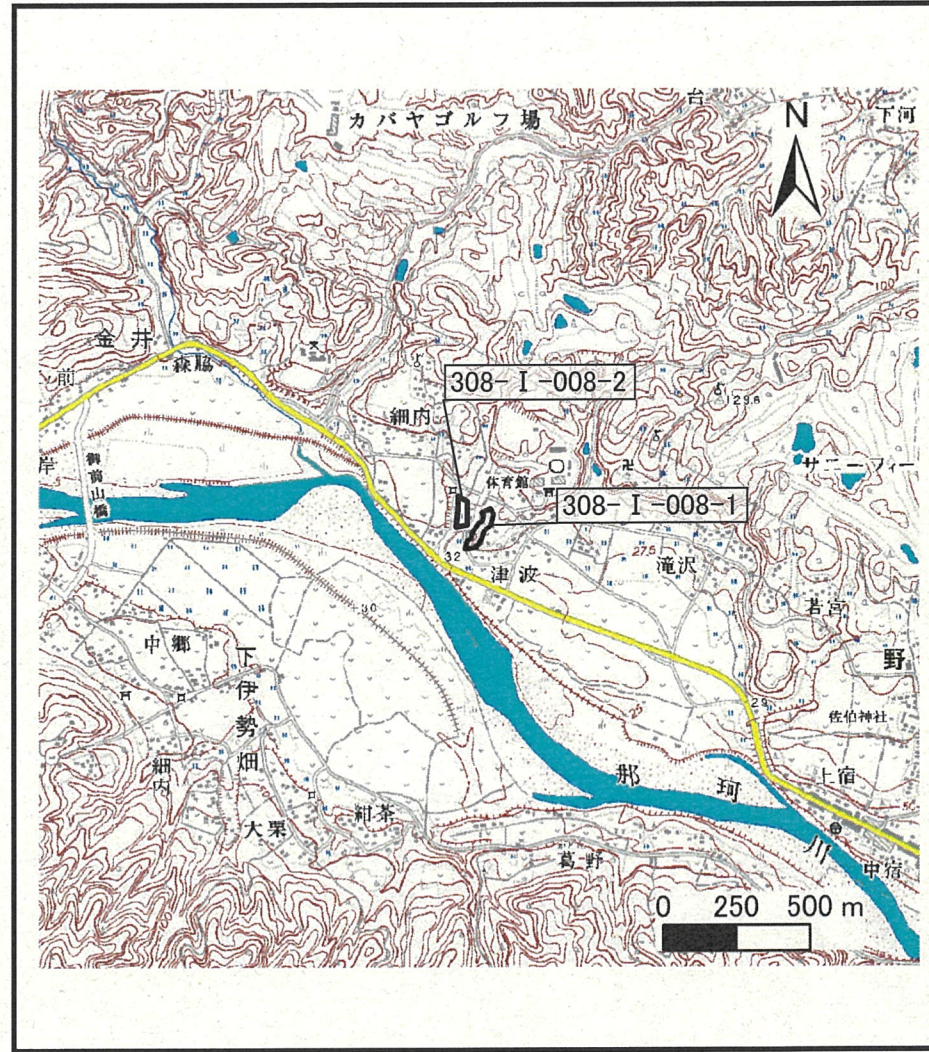 カバヤゴルフ場
台
N
下河
100
金井
森脇
前
308-Ⅰ-008-2
細内
129.6
岸
御前山橋
体育館
サニーフィー
308-Ⅰ-008-1
32
津波
27.5
滝沢
30
若宮
中郷
下伊勢畑
野
29
佐伯神社
細内
那珂川
上宿
大栗
紺茶
葛野
中宿
0 250 500 m